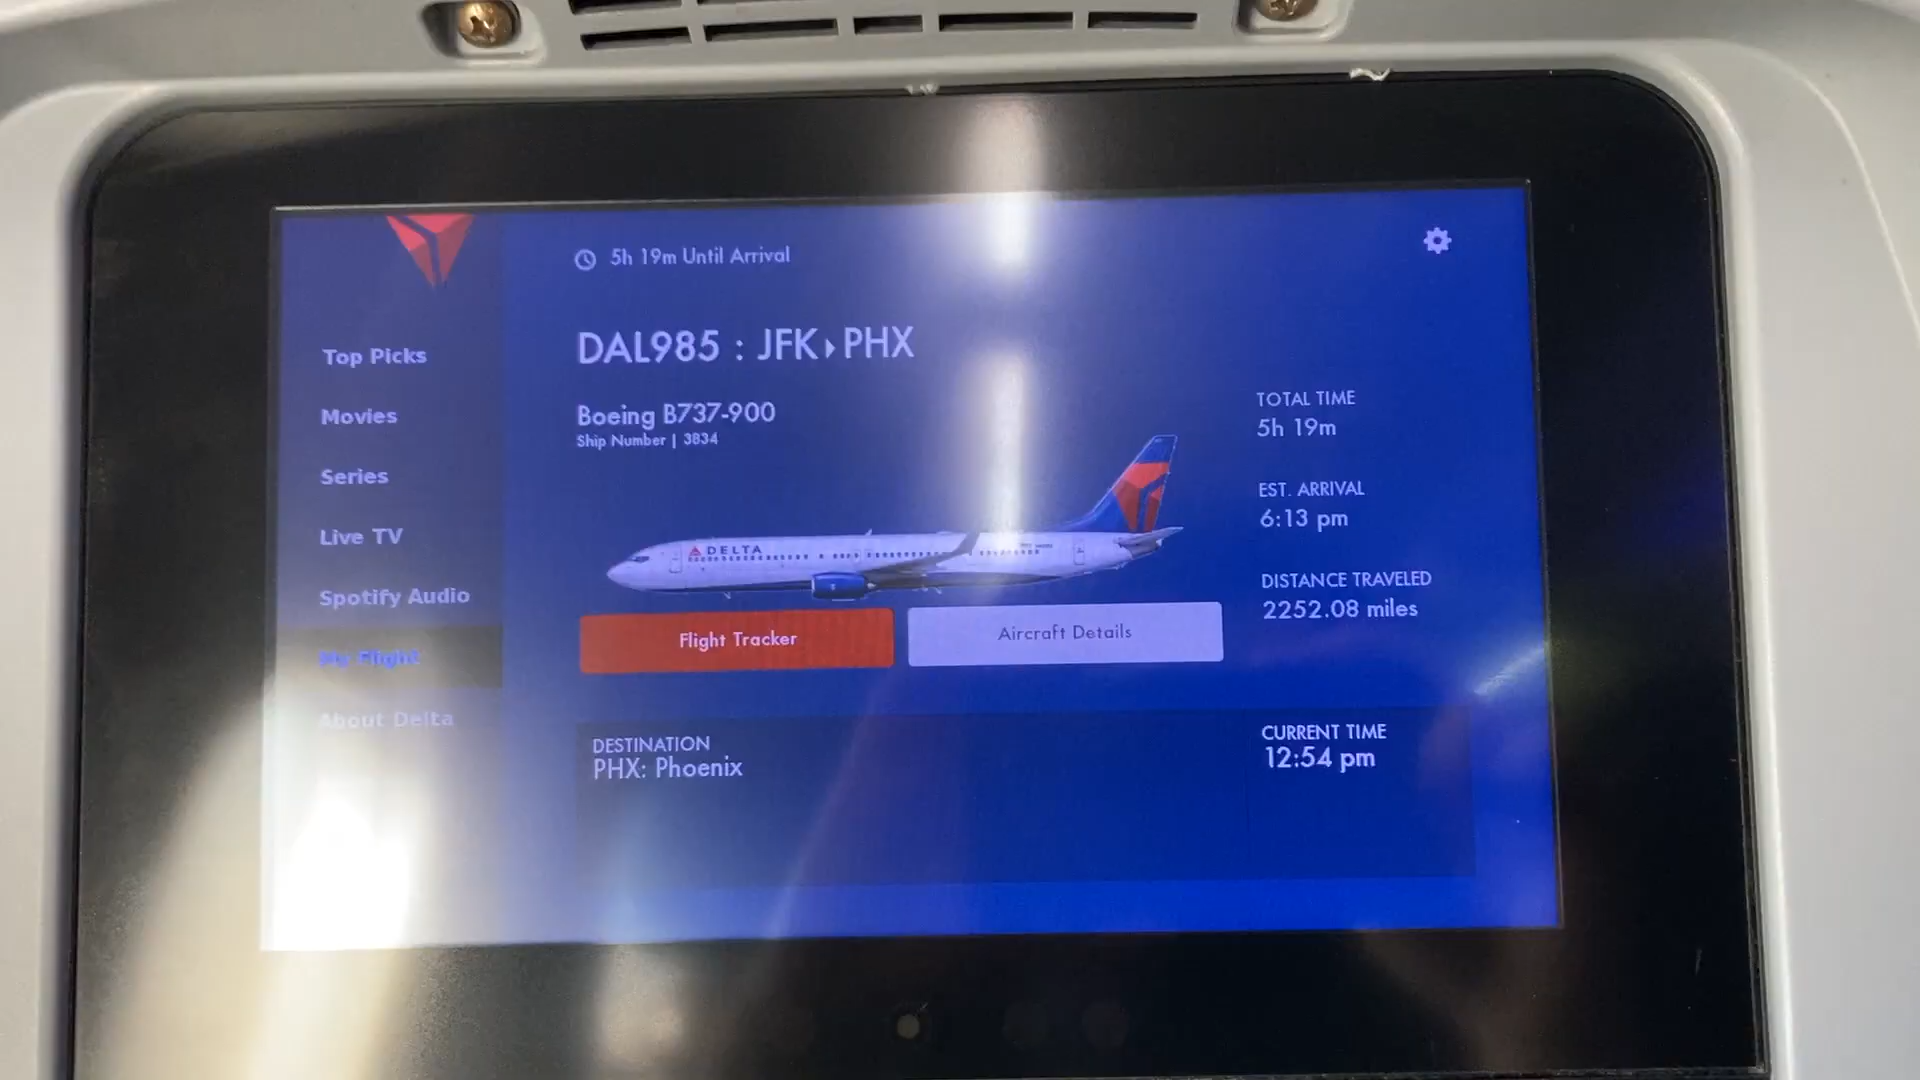 5h 19m Until Arrival
DAL985 : JFK▸PHX
Boeing B737-900
Ship Number | 3834
Top Picks
Movies
Series
Live TV
Spotify Audio
My Flight
About Delta
DELTA
Flight Tracker
Aircraft Details
TOTAL TIME
5h 19m
EST. ARRIVAL
6:13 pm
DISTANCE TRAVELED
2252.08 miles
DESTINATION
PHX: Phoenix
CURRENT TIME
12:54 pm